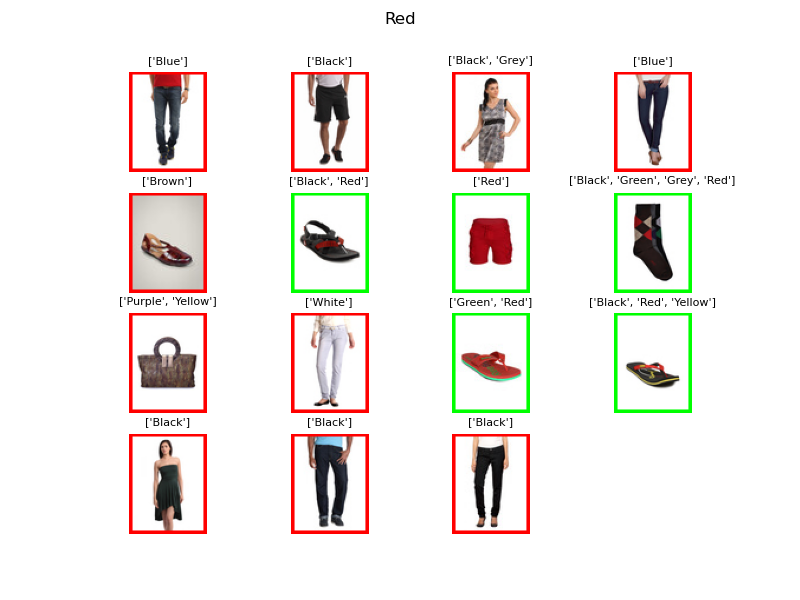 Red
['Blue']
['Black']
['Black', 'Grey']
['Blue']
['Brown']
['Black', 'Red']
['Red']
['Black', 'Green', 'Grey', 'Red']
['Purple', 'Yellow']
['White']
['Green', 'Red']
['Black', 'Red', 'Yellow']
['Black']
['Black']
['Black']